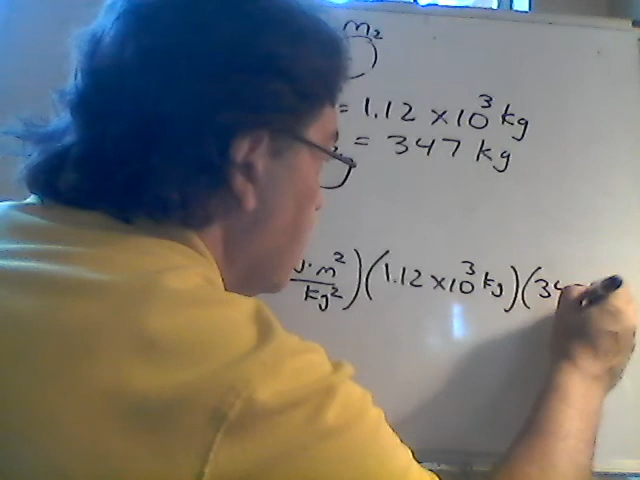 m₂
= 1.12 ×10³ kg
= 347 kg
m²)(1.12 ×10³ kg)(34
kg²